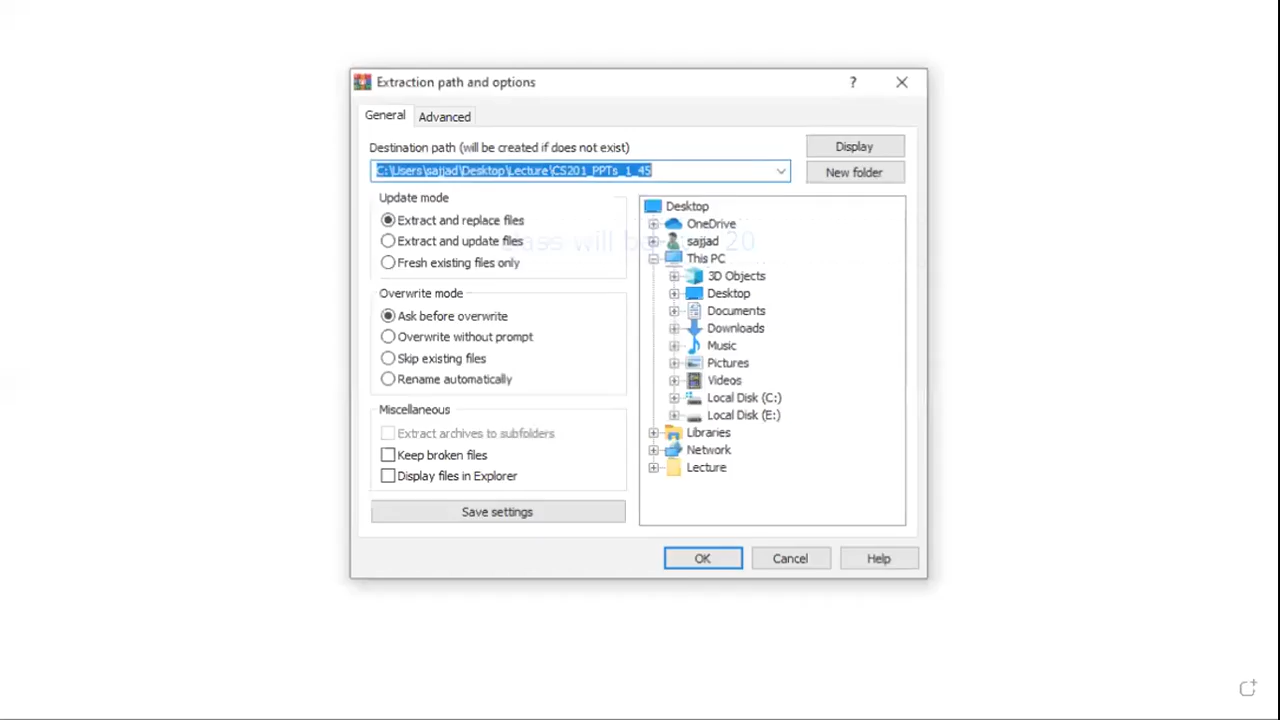 Extraction path and options
?
General
Advanced
Destination path (will be created if does not exist)
Display
C:\Users\sajjad\Desktop\Lecture\CS201_PPTs_1_45
New folder
Update mode
Extract and replace files
Extract and update files
Fresh existing files only
Overwrite mode
Ask before overwrite
Overwrite without prompt
Skip existing files
Rename automatically
Miscellaneous
Extract archives to subfolders
Keep broken files
Display files in Explorer
Save settings
Desktop
OneDrive
sajjad
This PC
3D Objects
Desktop
Documents
Downloads
Music
Pictures
Videos
Local Disk (C:)
Local Disk (E:)
Libraries
Network
Lecture
will
20
OK
Cancel
Help